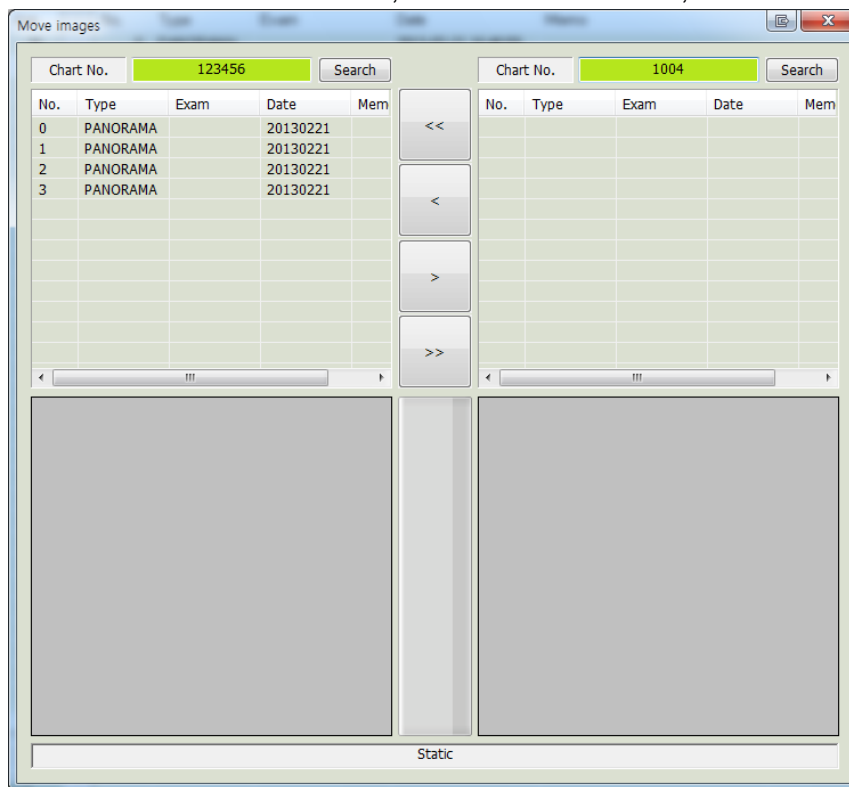 Move images
Chart No. 123456 Search
Chart No. 1004 Search
No. Type Exam Date Mem
No. Type Exam Date Mem
0 PANORAMA 20130221
1 PANORAMA 20130221
2 PANORAMA 20130221
3 PANORAMA 20130221
<<
<
>
>>
Static